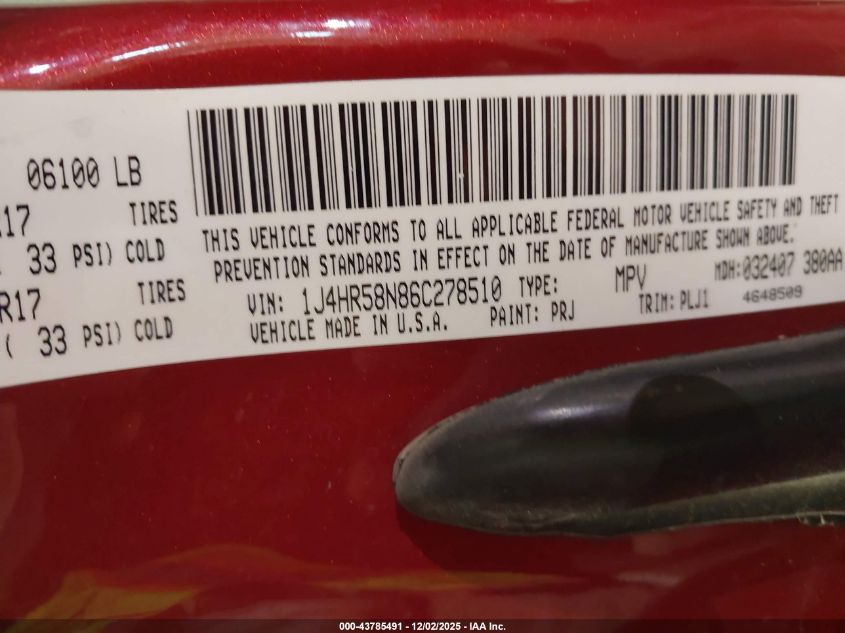 06100 LB
R17 TIRES
33 PSI) COLD
R17 TIRES
( 33 PSI) COLD
THIS VEHICLE CONFORMS TO ALL APPLICABLE FEDERAL MOTOR VEHICLE SAFETY AND THEFT
PREVENTION STANDARDS IN EFFECT ON THE DATE OF MANUFACTURE SHOWN ABOVE.
VIN: 1J4HR58N86C278510 TYPE: MPV MDH:032407 380AA
VEHICLE MADE IN U.S.A. PAINT: PRJ TRIM: PLJ1 4648509
000-43785491 - 12/02/2025 - IAA Inc.